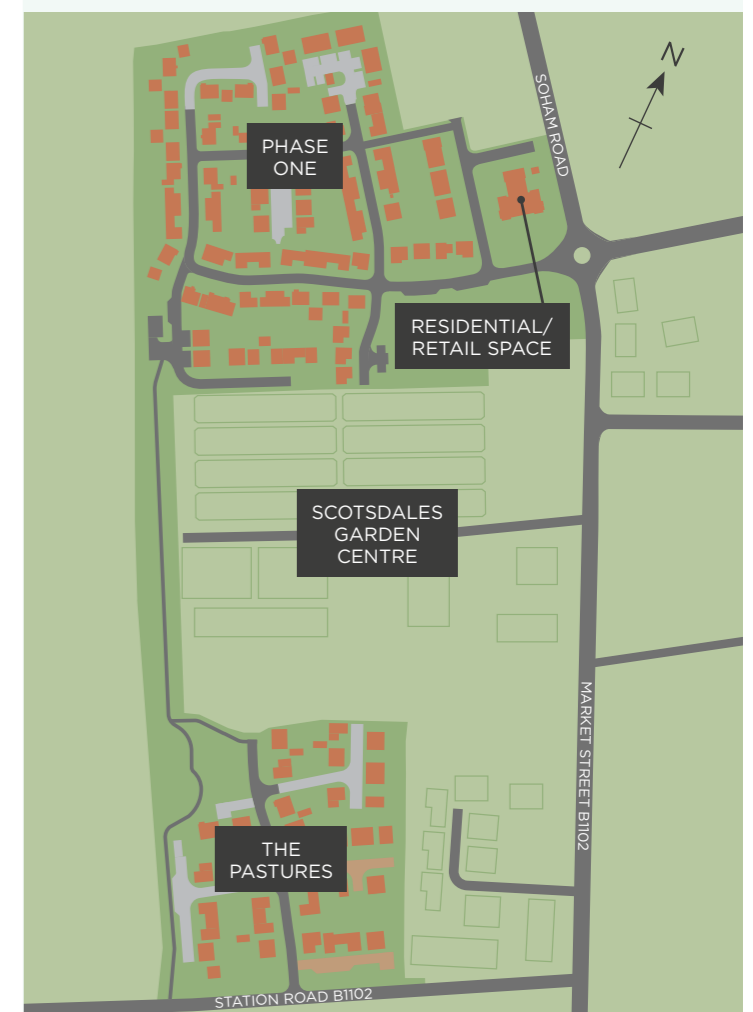 N
SOHAM ROAD
PHASE
ONE
RESIDENTIAL/
RETAIL SPACE
SCOTSDALES
GARDEN
CENTRE
MARKET STREET B1102
THE
PASTURES
STATION ROAD B1102